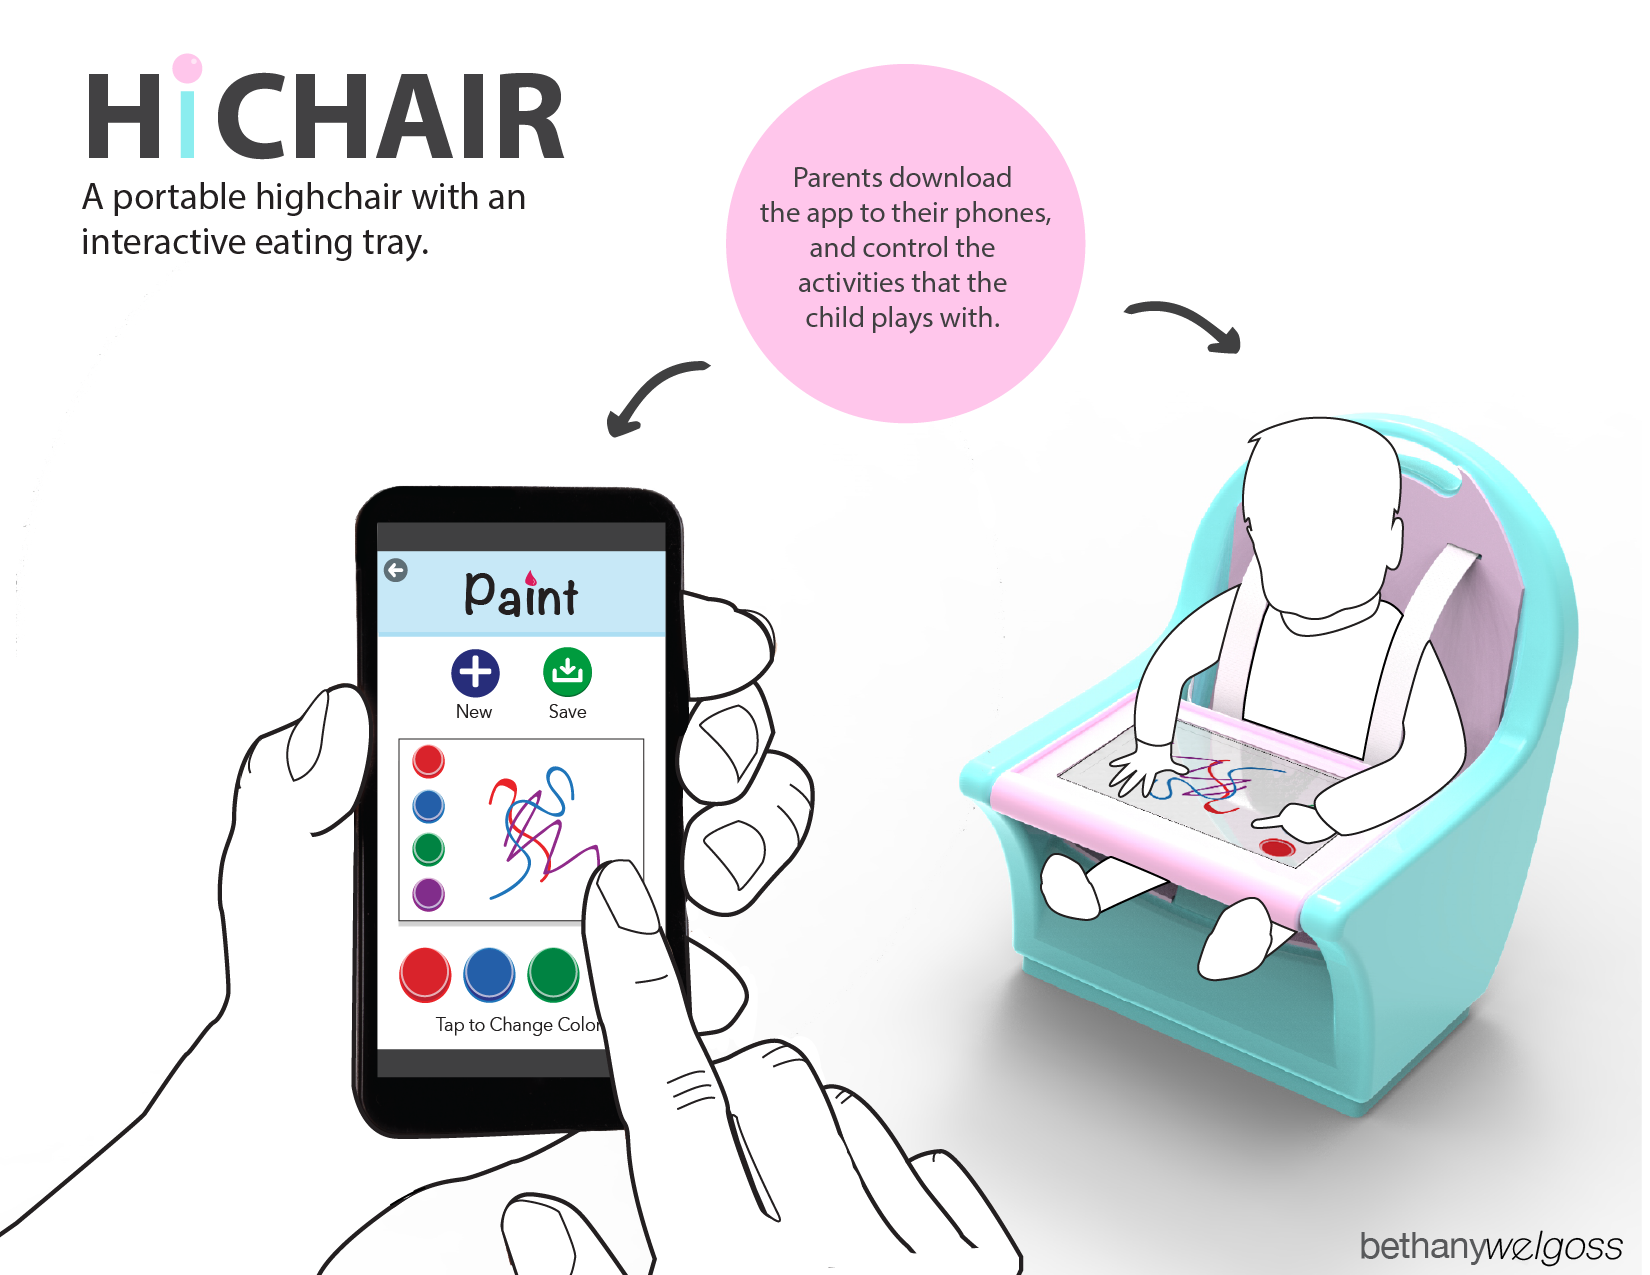 HiCHAIR
A portable highchair with an
interactive eating tray.
Parents download
the app to their phones,
and control the
activities that the
child plays with.
Paint
New Save
Tap to Change Color
bethanywelgoss